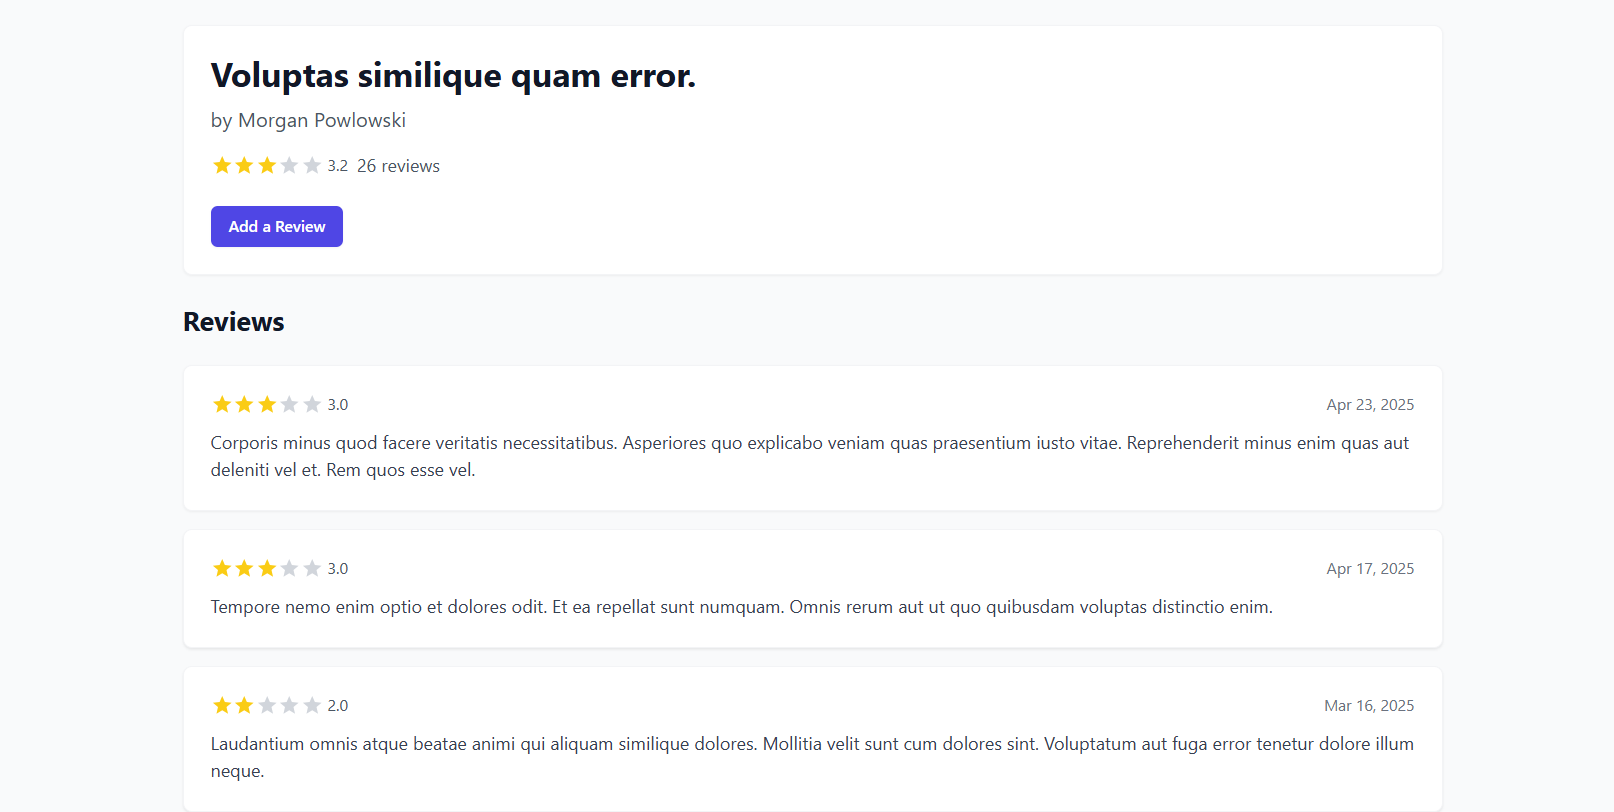 Voluptas similique quam error.
by Morgan Powlowski
3.2 26 reviews
Add a Review
Reviews
3.0 Apr 23, 2025
Corporis minus quod facere veritatis necessitatibus. Asperiores quo explicabo veniam quas praesentium iusto vitae. Reprehenderit minus enim quas aut
deleniti vel et. Rem quos esse vel.
3.0 Apr 17, 2025
Tempore nemo enim optio et dolores odit. Et ea repellat sunt numquam. Omnis rerum aut ut quo quibusdam voluptas distinctio enim.
2.0 Mar 16, 2025
Laudantium omnis atque beatae animi qui aliquam similique dolores. Mollitia velit sunt cum dolores sint. Voluptatum aut fuga error tenetur dolore illum
neque.